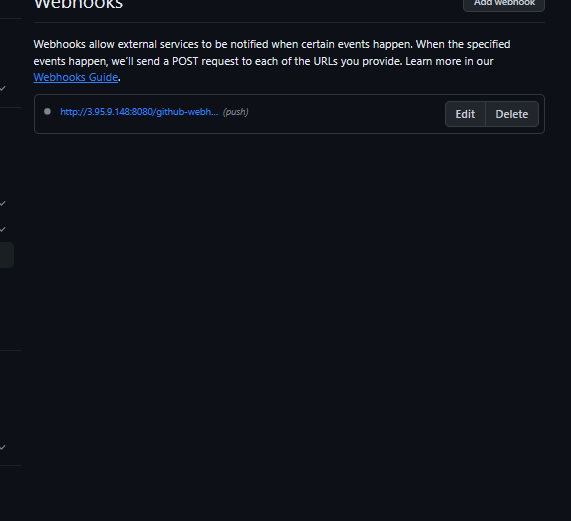 Webhooks
Add webhook
Webhooks allow external services to be notified when certain events happen. When the specified
events happen, we'll send a POST request to each of the URLs you provide. Learn more in our
Webhooks Guide.
http://3.95.9.148:8080/github-webh... (push)
Edit
Delete